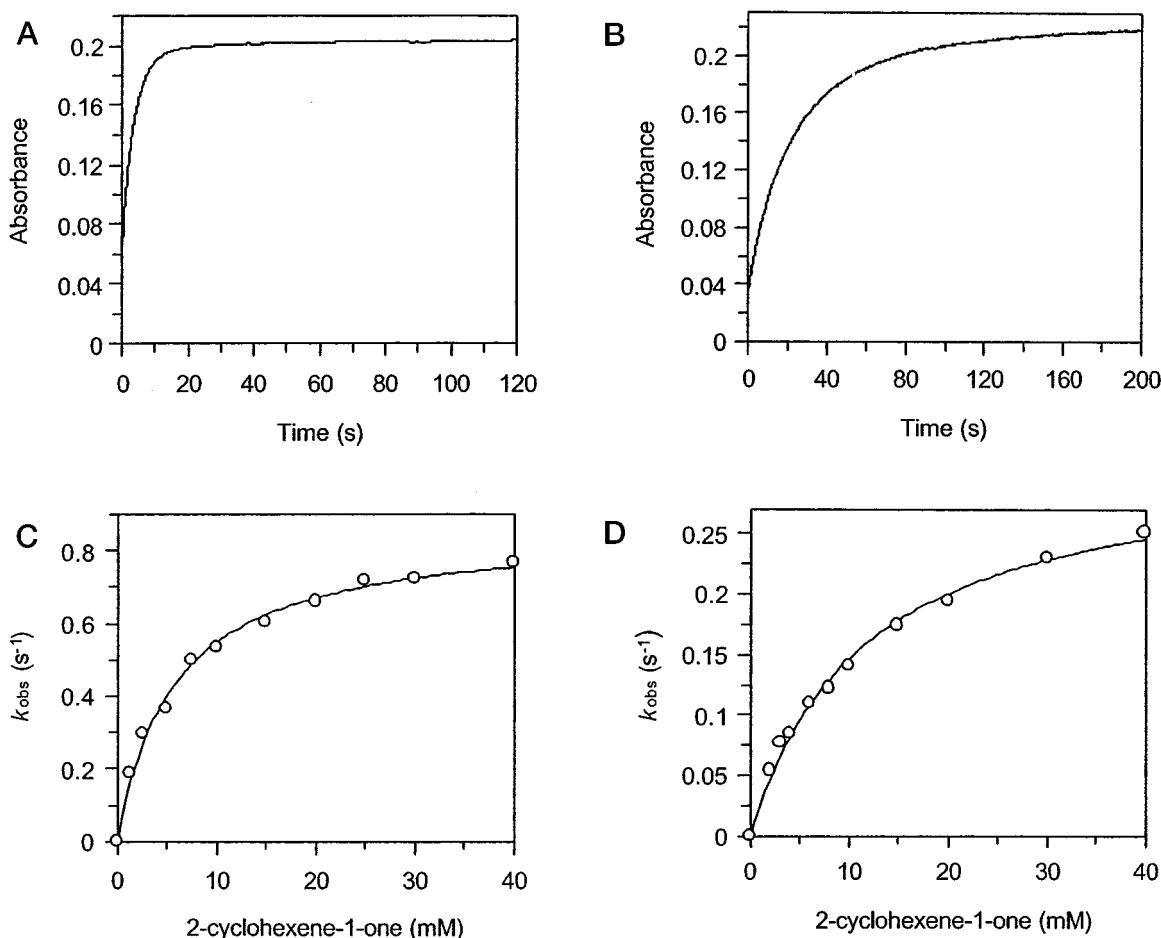 A
0.2
0.16
0.12
0.08
0.04
0
Absorbance
0 20 40 60 80 100 120
Time (s)
B
0.2
0.16
0.12
0.08
0.04
0
Absorbance
0 40 80 120 160 200
Time (s)
C
0.8
0.6
0.4
0.2
0
kobs (s-1)
0 10 20 30 40
2-cyclohexene-1-one (mM)
D
0.25
0.2
0.15
0.1
0.05
0
kobs (s-1)
0 10 20 30 40
2-cyclohexene-1-one (mM)